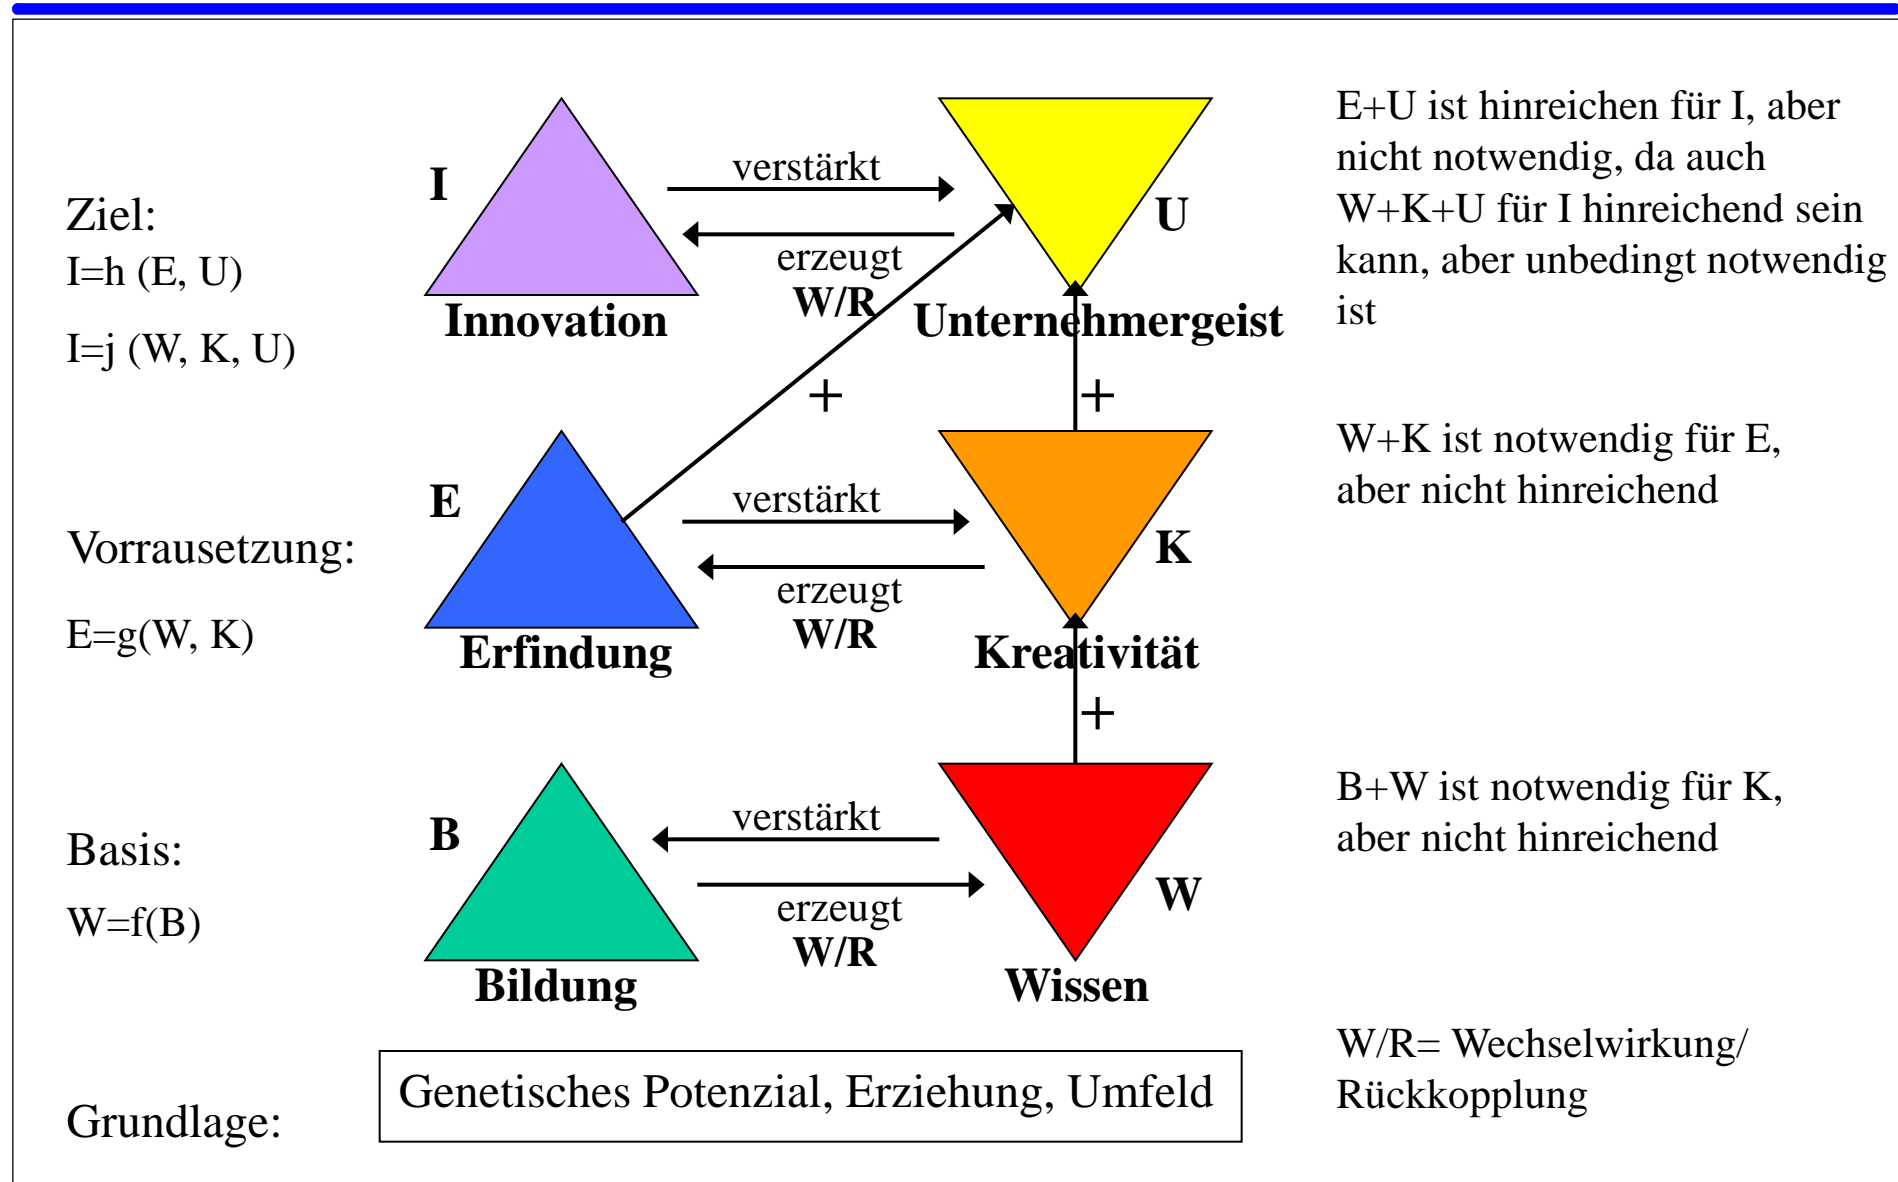 I
verstärkt
erzeugt
W/R
U
Innovation
Unternehmergeist
Ziel:
I=h (E, U)
I=j (W, K, U)
E+U ist hinreichen für I, aber
nicht notwendig, da auch
W+K+U für I hinreichend sein
kann, aber unbedingt notwendig
ist
+
+
E
verstärkt
erzeugt
W/R
K
Erfindung
Kreativität
Vorrausetzung:
E=g(W, K)
W+K ist notwendig für E,
aber nicht hinreichend
+
B
verstärkt
erzeugt
W/R
W
Bildung
Wissen
Basis:
W=f(B)
B+W ist notwendig für K,
aber nicht hinreichend
Grundlage:
Genetisches Potenzial, Erziehung, Umfeld
W/R= Wechselwirkung/
Rückkopplung